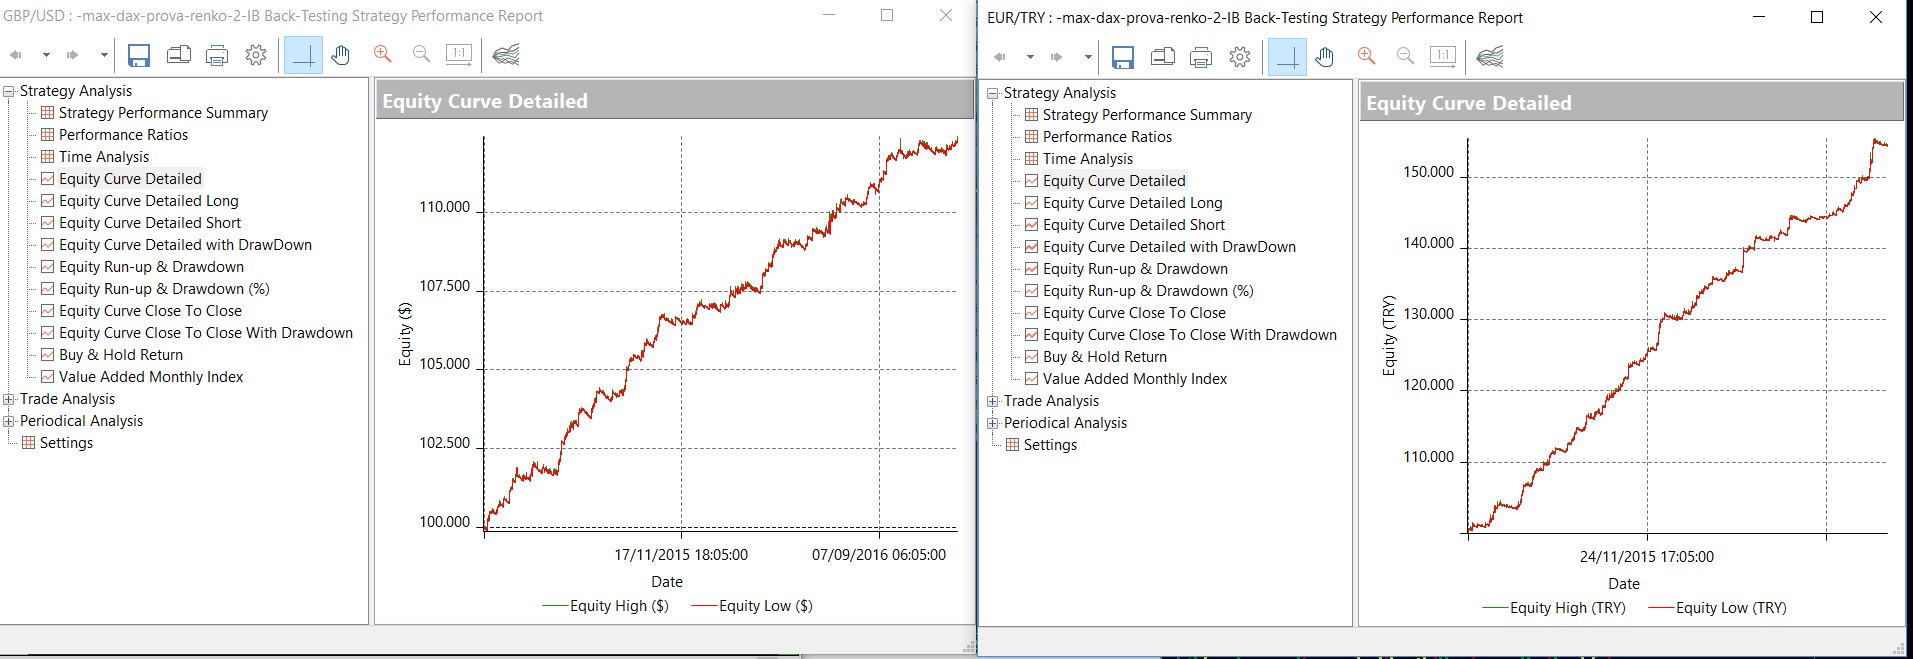 GBP/USD : -max-dax-prova-renko-2-IB Back-Testing Strategy Performance Report
1:1
Strategy Analysis
Strategy Performance Summary
Performance Ratios
Time Analysis
Equity Curve Detailed
Equity Curve Detailed Long
Equity Curve Detailed Short
Equity Curve Detailed with DrawDown
Equity Run-up & Drawdown
Equity Run-up & Drawdown (%)
Equity Curve Close To Close
Equity Curve Close To Close With Drawdown
Buy & Hold Return
Value Added Monthly Index
Trade Analysis
Periodical Analysis
Settings
Equity Curve Detailed
110.000
107.500
105.000
102.500
100.000
Equity ($)
17/11/2015 18:05:00
07/09/2016 06:05:00
Date
Equity High ($)
Equity Low ($)
EUR/TRY : -max-dax-prova-renko-2-IB Back-Testing Strategy Performance Report
1:1
Strategy Analysis
Strategy Performance Summary
Performance Ratios
Time Analysis
Equity Curve Detailed
Equity Curve Detailed Long
Equity Curve Detailed Short
Equity Curve Detailed with DrawDown
Equity Run-up & Drawdown
Equity Run-up & Drawdown (%)
Equity Curve Close To Close
Equity Curve Close To Close With Drawdown
Buy & Hold Return
Value Added Monthly Index
Trade Analysis
Periodical Analysis
Settings
Equity Curve Detailed
150.000
140.000
130.000
120.000
110.000
Equity (TRY)
24/11/2015 17:05:00
Date
Equity High (TRY)
Equity Low (TRY)